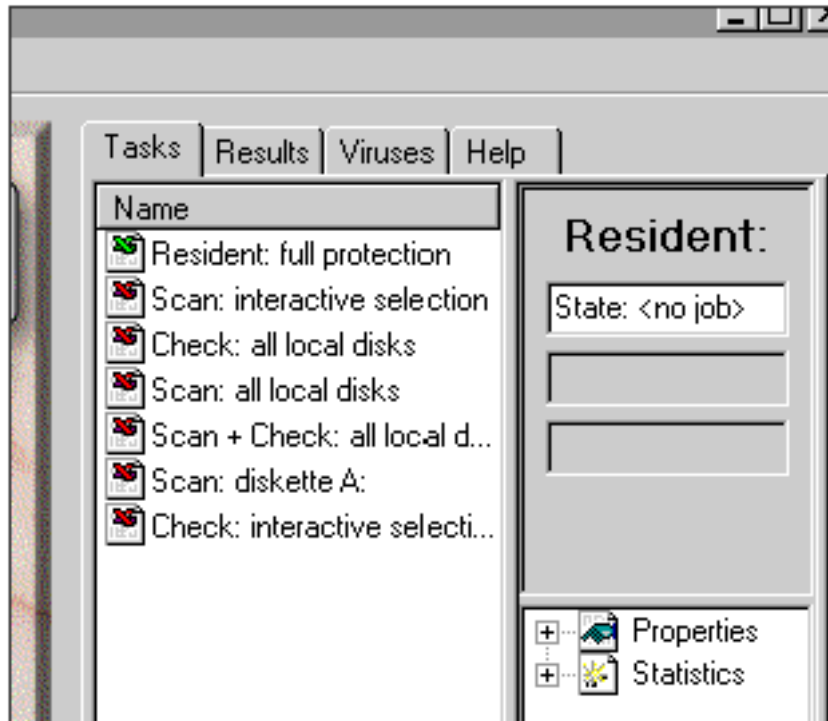 Tasks Results Viruses Help
Name
Resident: full protection
Scan: interactive selection
Check: all local disks
Scan: all local disks
Scan + Check: all local d...
Scan: diskette A:
Check: interactive selecti...
Resident:
State: <no job>
Properties
Statistics